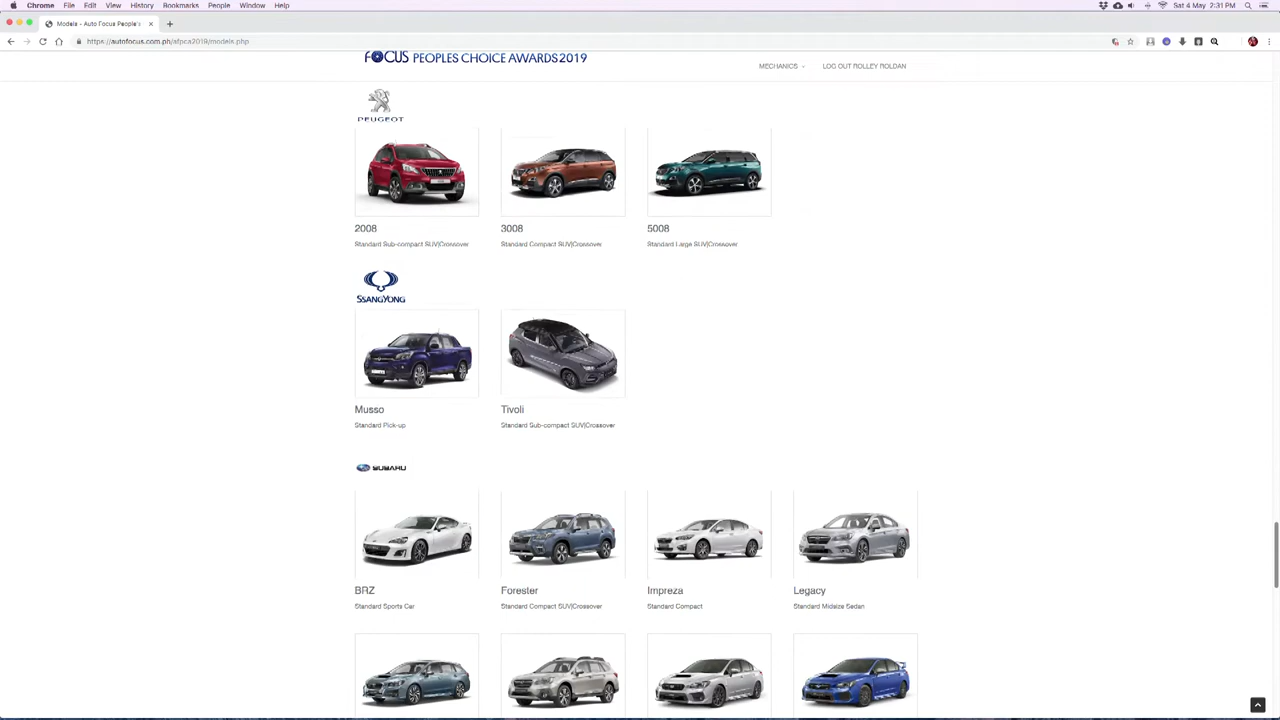 Chrome File Edit View History Bookmarks People Window Help
Sat 4 May 2:31 PM
Models - Auto Focus People's
https://autofocus.com.ph/afpca2019/models.php
FOCUS PEOPLES CHOICE AWARDS 2019
MECHANICS LOG OUT ROLLEY ROLDAN
PEUGEOT
2008 3008 5008
Standard Sub-compact SUV|Crossover Standard Compact SUV|Crossover Standard Large SUV|Crossover
SSANGYONG
Musso Tivoli
Standard Pick-up Standard Sub-compact SUV|Crossover
SUBARU
BRZ Forester Impreza Legacy
Standard Sports Car Standard Compact SUV|Crossover Standard Compact Standard Midsize Sedan